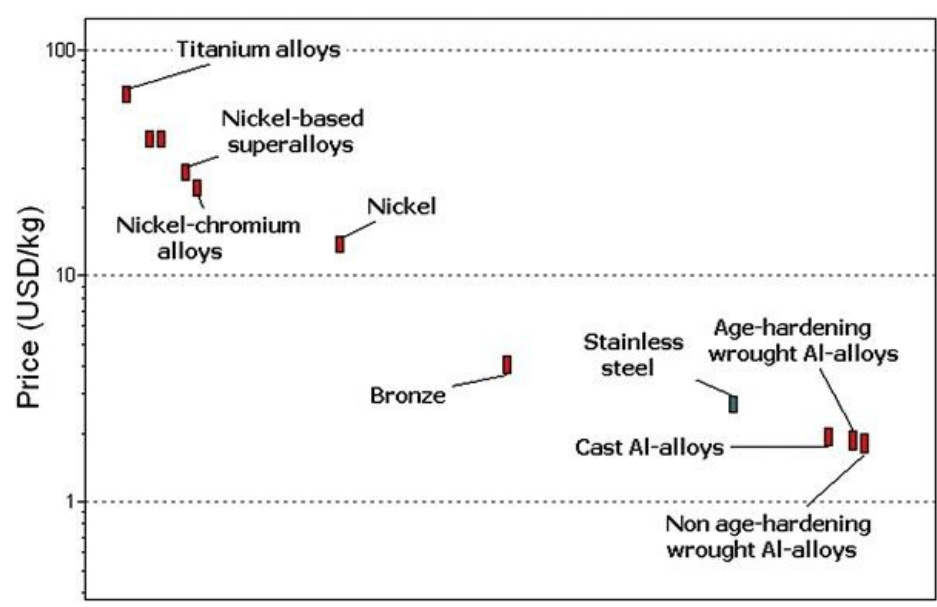 100
Titanium alloys
Nickel-based
superalloys
Nickel-chromium
alloys
Nickel
10
Price (USD/kg)
Stainless
steel
Age-hardening
wrought Al-alloys
Bronze
Cast Al-alloys
1
Non age-hardening
wrought Al-alloys